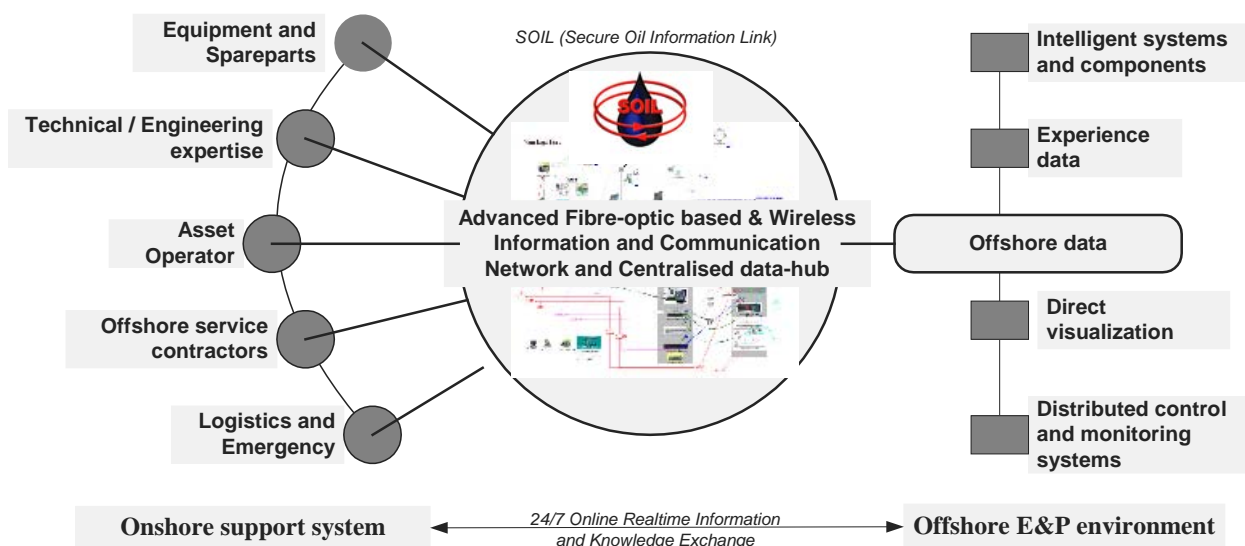 SOIL (Secure Oil Information Link)
Equipment and
Spareparts
Technical / Engineering
expertise
Asset
Operator
Offshore service
contractors
Logistics and
Emergency
SOIL
Advanced Fibre-optic based & Wireless
Information and Communication
Network and Centralised data-hub
Intelligent systems
and components
Experience
data
Offshore data
Direct
visualization
Distributed control
and monitoring
systems
Onshore support system
24/7 Online Realtime Information
and Knowledge Exchange
Offshore E&P environment